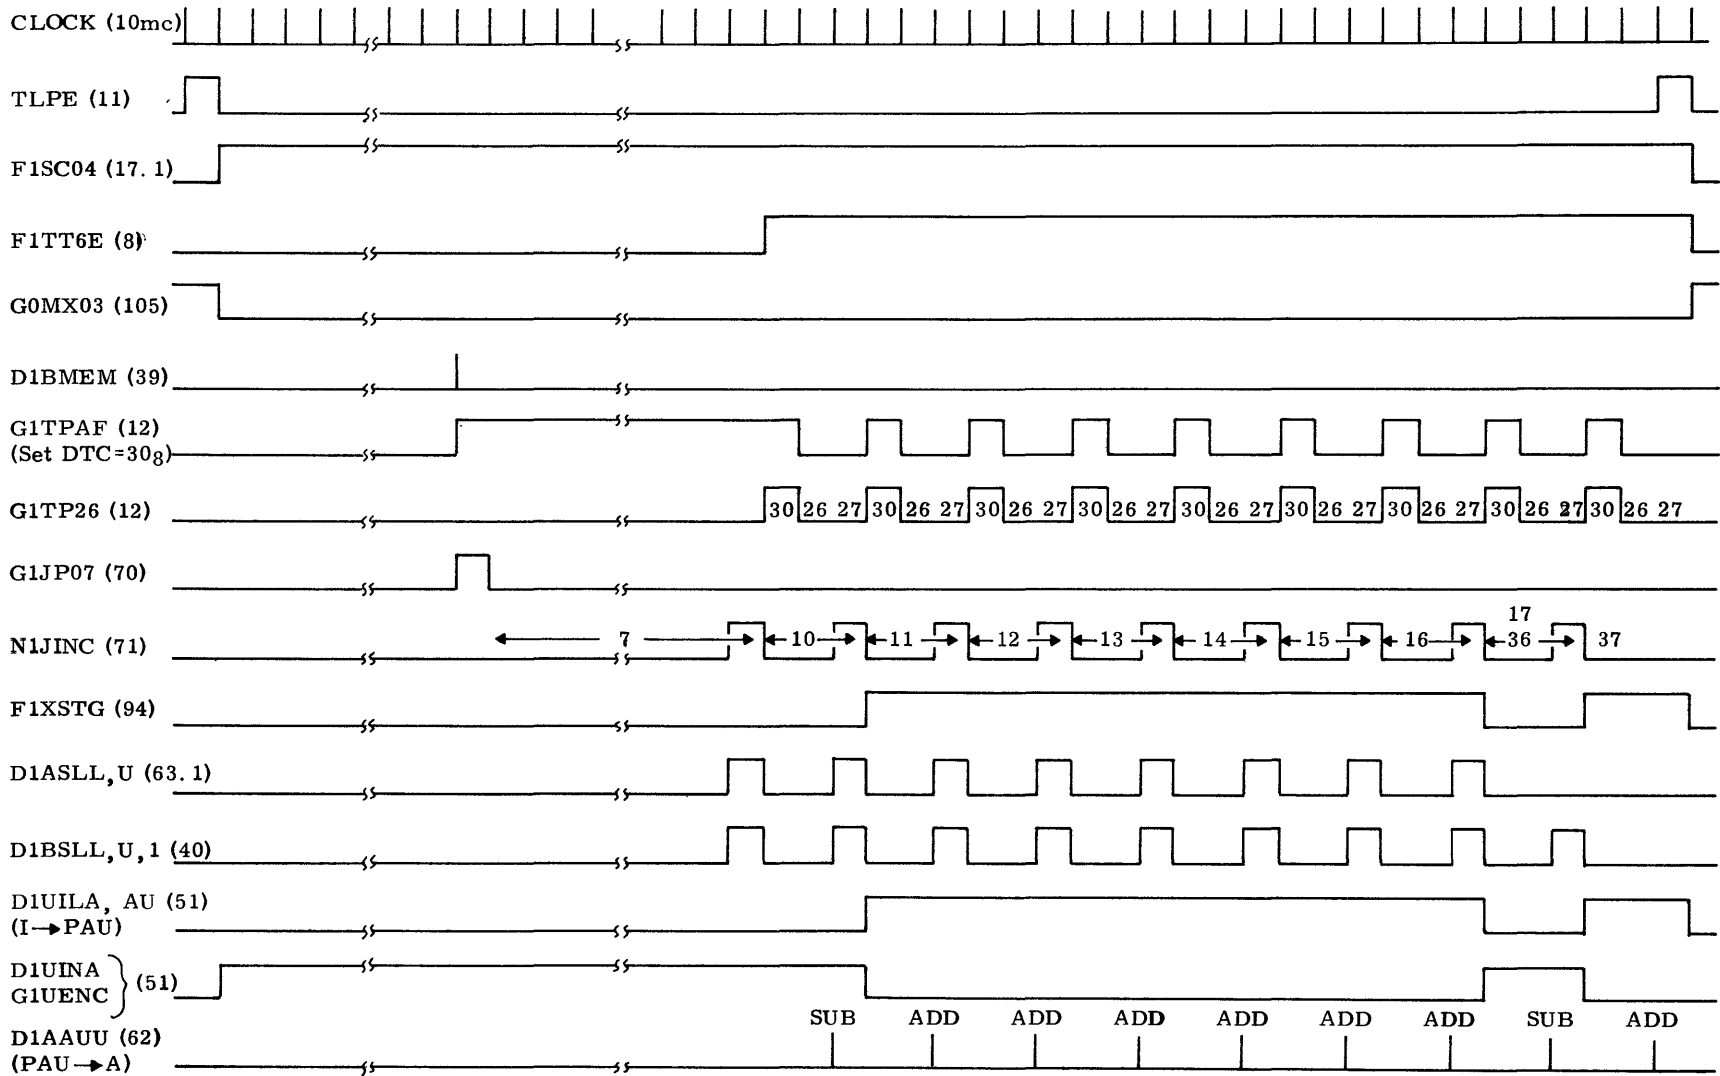 CLOCK (10mc)
TLPE (11)
F1SC04 (17.1)
F1TT6E (8)
G0MX03 (105)
D1BMEM (39)
G1TPAF (12)
(Set DTC=30₈)
G1TP26 (12)
30 26 27 30 26 27 30 26 27 30 26 27 30 26 27 30 26 27 30 26 27 30 26 27 30 26 27
G1JP07 (70)
17
N1JINC (71) 7 10 11 12 13 14 15 16 36 37
F1XSTG (94)
D1ASLL,U (63.1)
D1BSLL,U,1 (40)
D1UILA, AU (51)
(I→PAU)
D1UINA
G1UENC
(51)
SUB ADD ADD ADD ADD ADD ADD SUB ADD
D1AAUU (62)
(PAU→A)